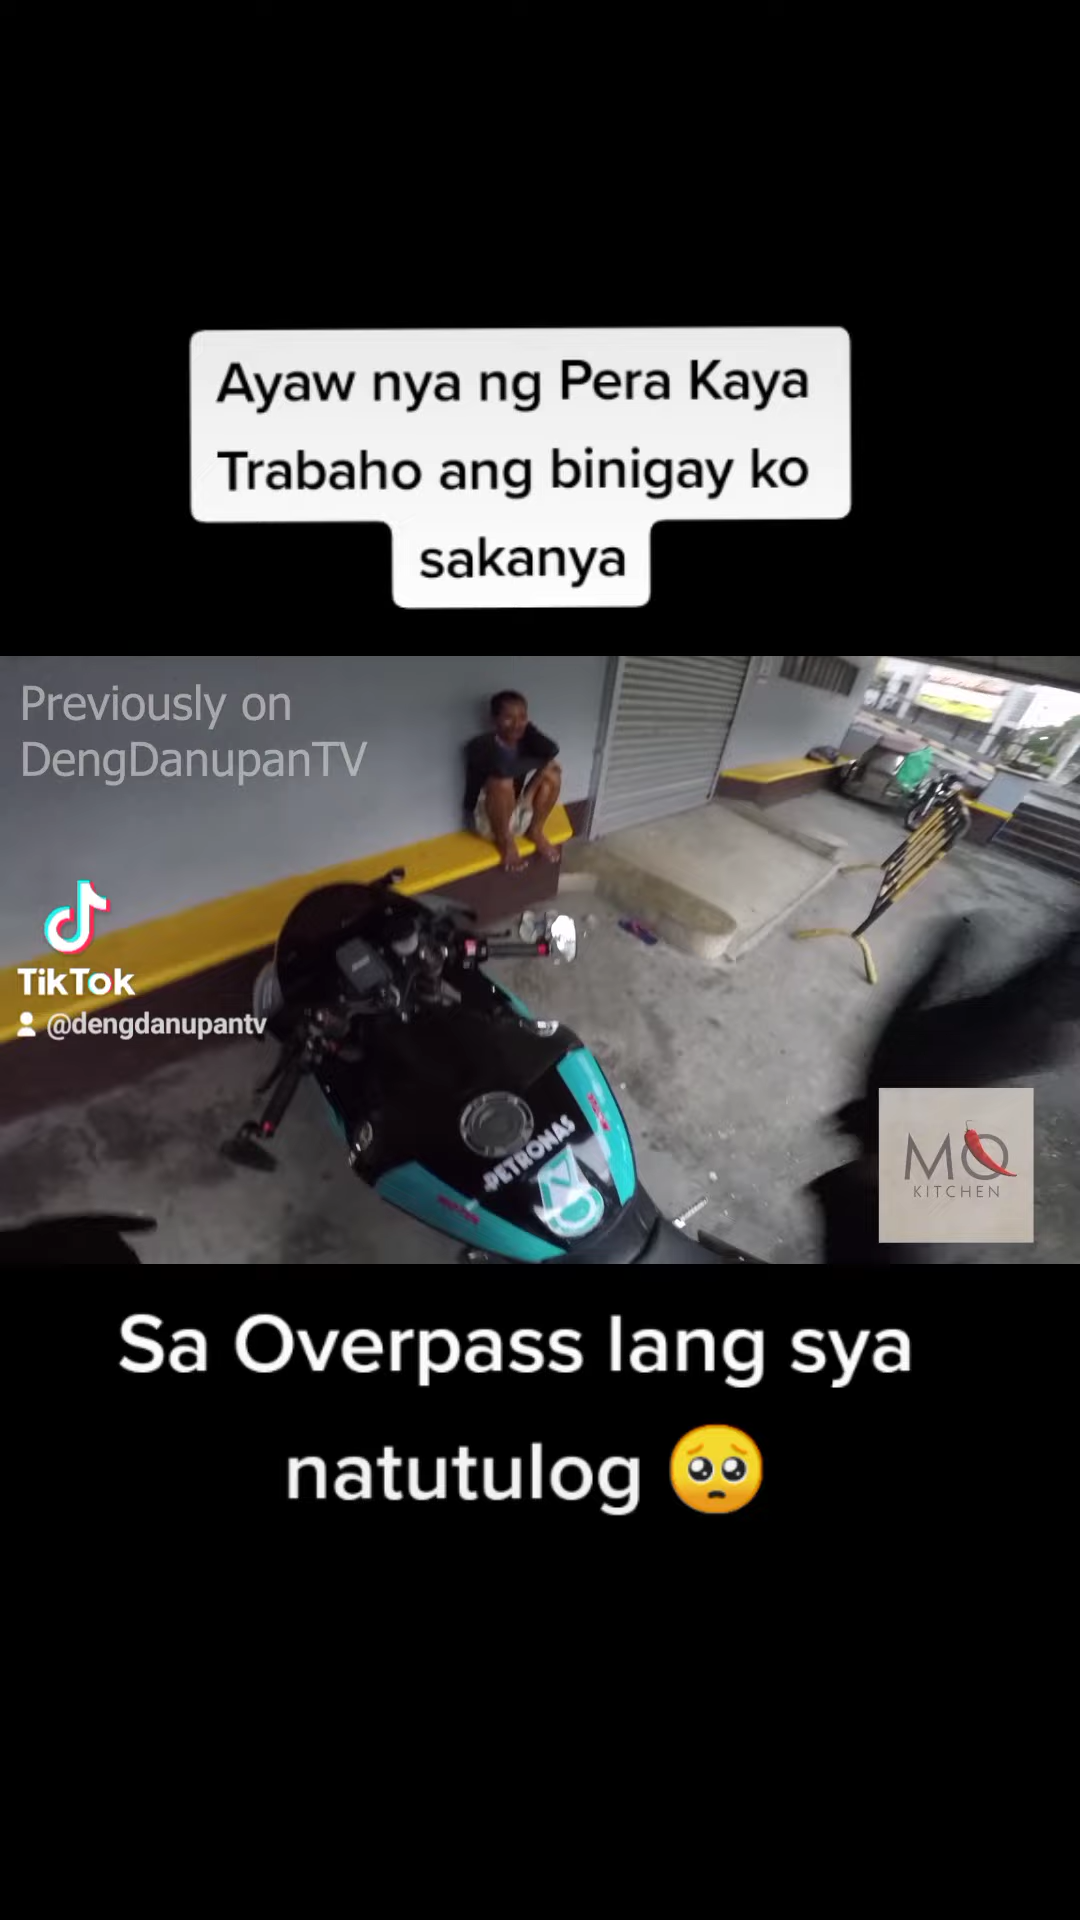 Ayaw nya ng Pera Kaya
Trabaho ang binigay ko
sakanya
Previously on
DengDanupanTV
TikTok
@dengdanupantv
PETRONAS
MQ
KITCHEN
Sa Overpass lang sya
natutulog 🥺